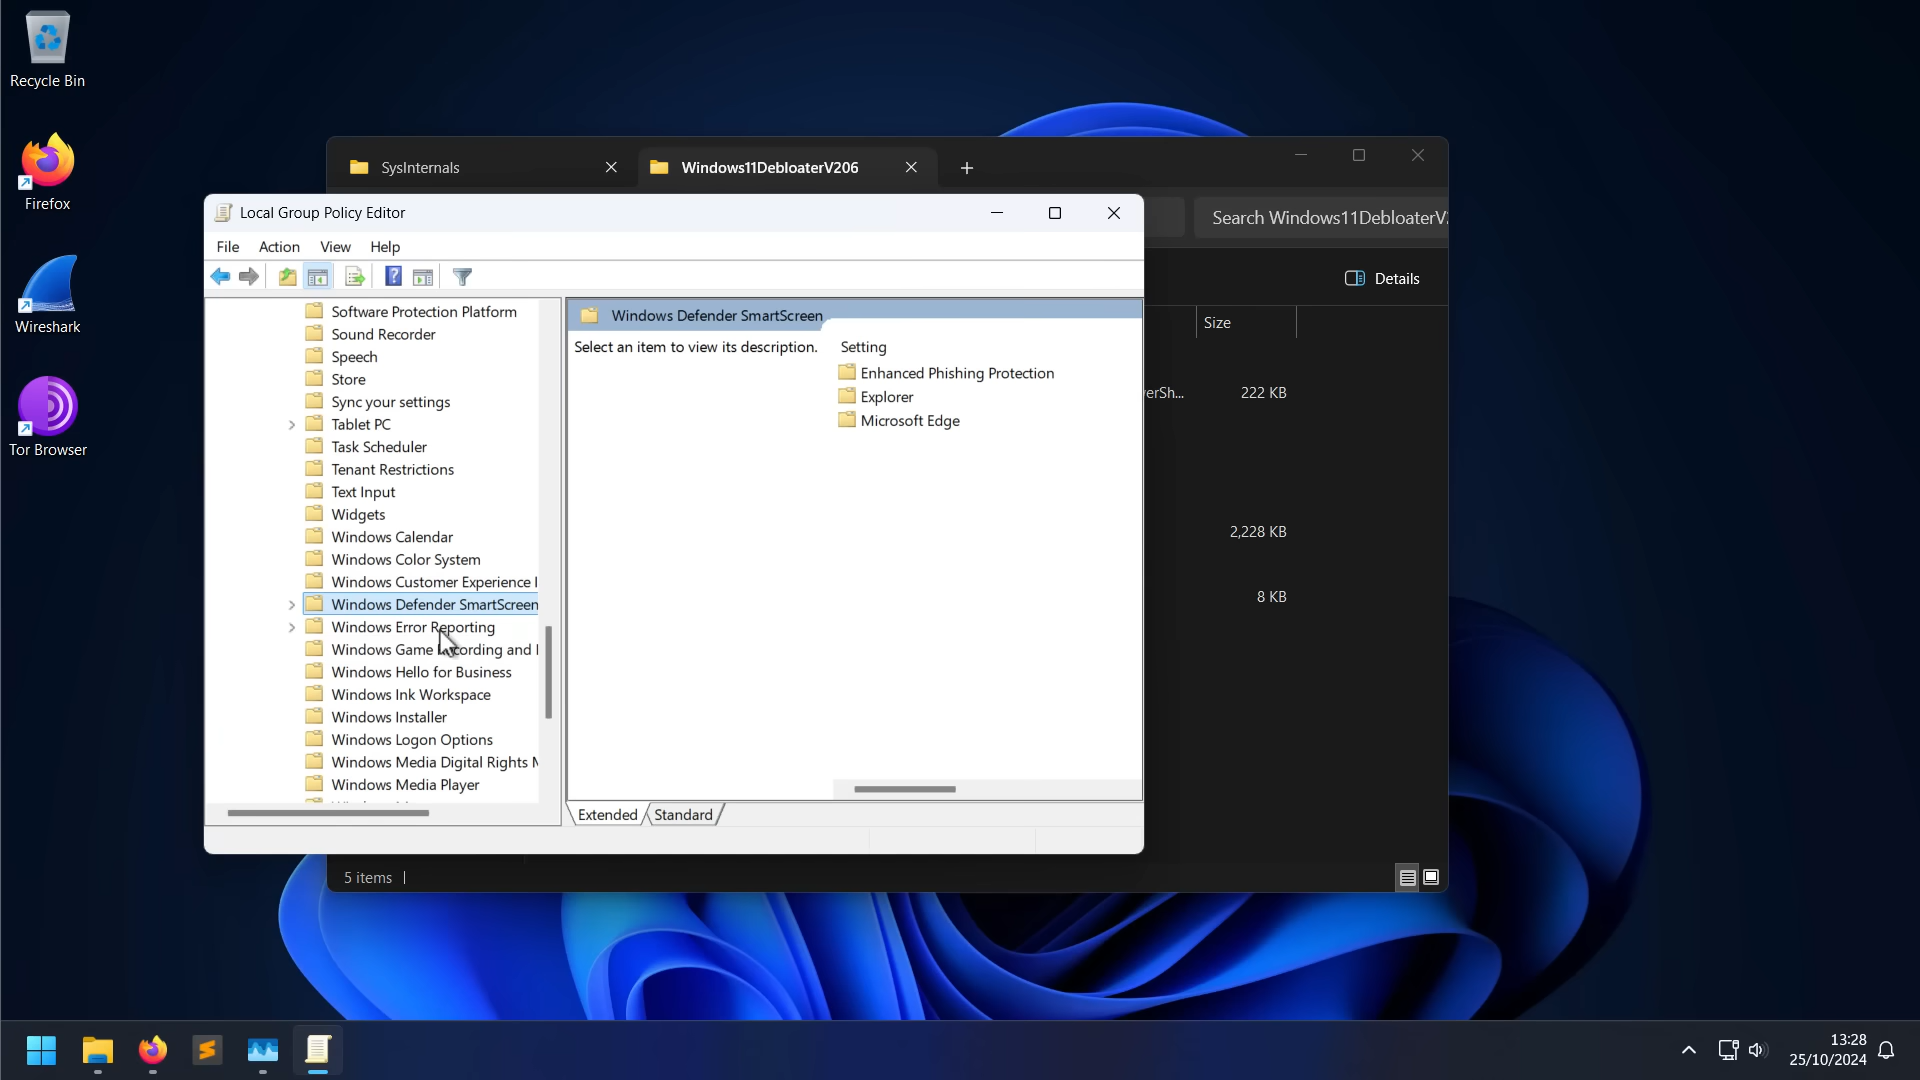 Recycle Bin
Firefox
Wireshark
Tor Browser
SysInternals
Windows11DebloaterV206
Search Windows11DebloaterV
Details
Size
erSh...
222 KB
2,228 KB
8 KB
5 items
Local Group Policy Editor
File Action View Help
Software Protection Platform
Sound Recorder
Speech
Store
Sync your settings
Tablet PC
Task Scheduler
Tenant Restrictions
Text Input
Widgets
Windows Calendar
Windows Color System
Windows Customer Experience I
Windows Defender SmartScreen
Windows Error Reporting
Windows Game Recording and
Windows Hello for Business
Windows Ink Workspace
Windows Installer
Windows Logon Options
Windows Media Digital Rights M
Windows Media Player
Windows Defender SmartScreen
Select an item to view its description.
Setting
Enhanced Phishing Protection
Explorer
Microsoft Edge
Extended Standard
13:28
25/10/2024